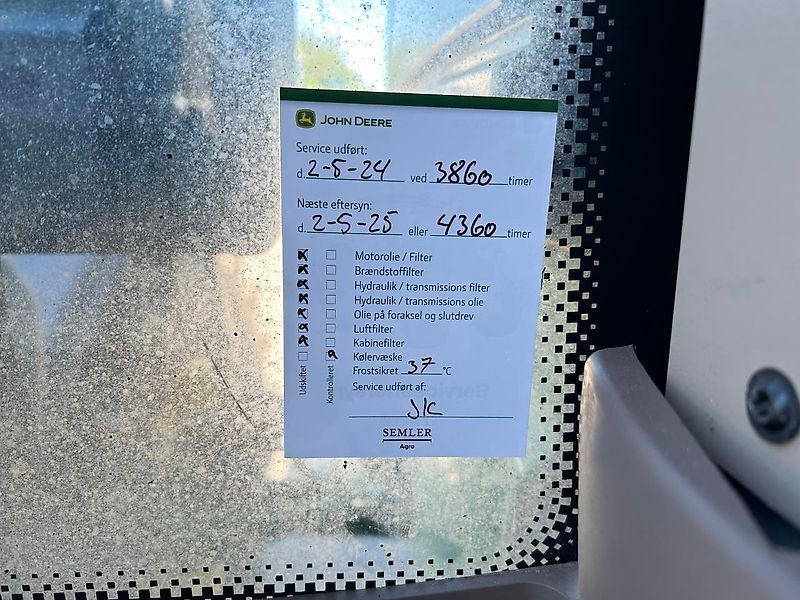 JOHN DEERE
Service udført:
d. 2-5-24 ved 3860 timer
Næste eftersyn:
d. 2-5-25 eller 4360 timer
Motorolie / Filter
Brændstoffilter
Hydraulik / transmissions filter
Hydraulik / transmissions olie
Olie på foraksel og slutdrev
Luftfilter
Kabinefilter
Kølervæske
Frostsikret 37 °C
Udskiftet
Kontrolleret
Service udført af:
JK
SEMLER
Agro